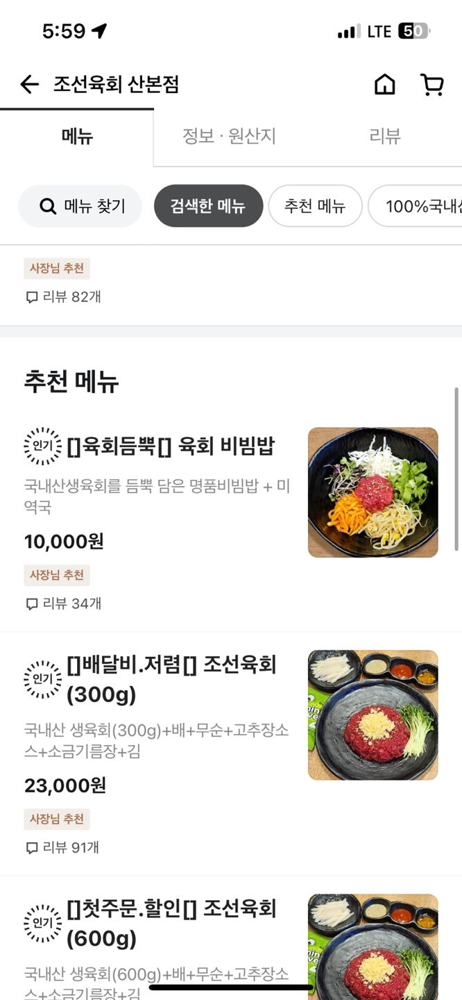 5:59
LTE 50
조선육회 산본점
메뉴
정보 · 원산지
리뷰
메뉴 찾기
검색한 메뉴
추천 메뉴
100%국내산
사장님 추천
리뷰 82개
추천 메뉴
인기 []육회듬뿍[] 육회 비빔밥
국내산생육회를 듬뿍 담은 명품비빔밥 + 미
역국
10,000원
사장님 추천
리뷰 34개
인기 []배달비.저렴[] 조선육회
(300g)
국내산 생육회(300g)+배+무순+고추장소
스+소금기름장+김
23,000원
사장님 추천
리뷰 91개
인기 []첫주문.할인[] 조선육회
(600g)
국내산 생육회(600g)+배+무순+고추장소
스+소금기름장+김